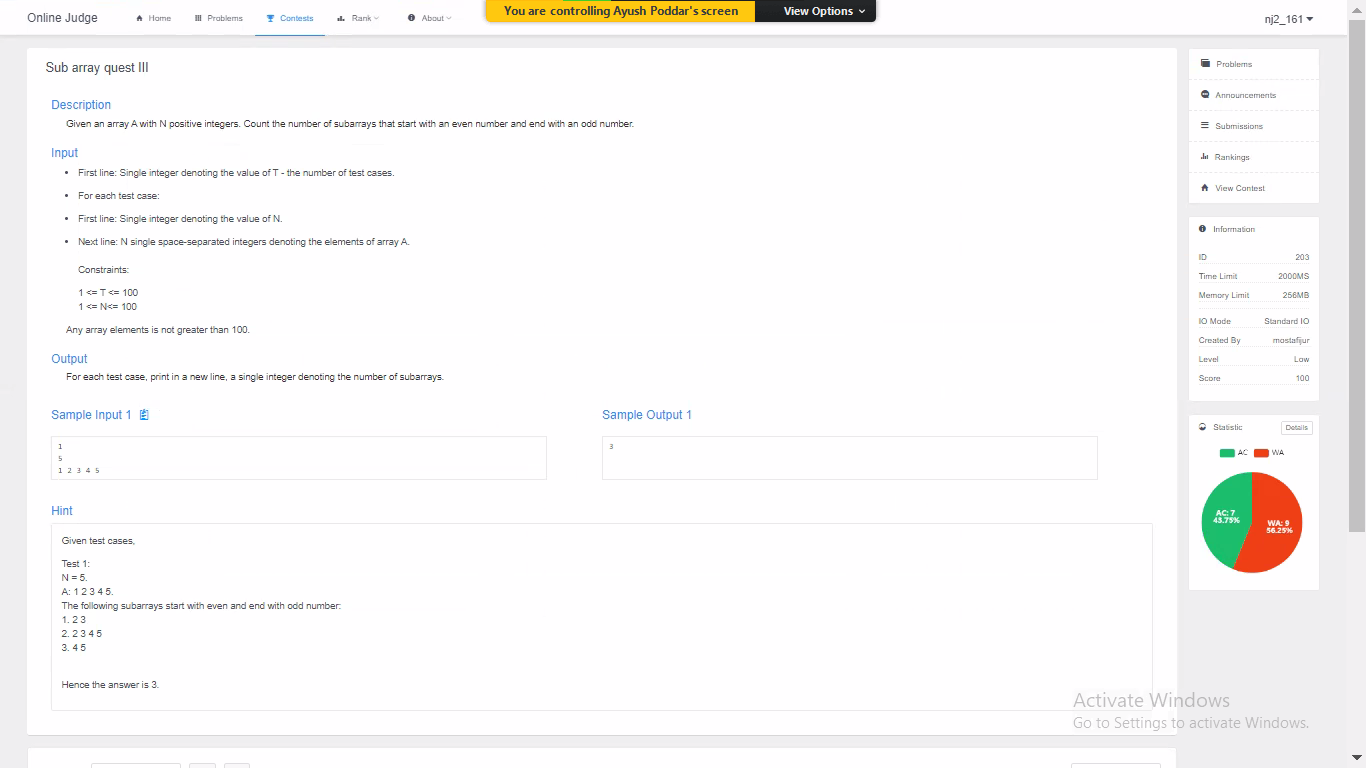 Online Judge
Home
Problems
Contests
Rank
About
You are controlling Ayush Poddar's screen
View Options
nj2_161
Sub array quest III
Description
Given an array A with N positive integers. Count the number of subarrays that start with an even number and end with an odd number.
Input
• First line: Single integer denoting the value of T - the number of test cases.
• For each test case:
• First line: Single integer denoting the value of N.
• Next line: N single space-separated integers denoting the elements of array A.
Constraints:
1 <= T <= 100
1 <= N<= 100
Any array elements is not greater than 100.
Output
For each test case, print in a new line, a single integer denoting the number of subarrays.
Sample Input 1
1
5
1 2 3 4 5
Sample Output 1
3
Hint
Given test cases,
Test 1:
N = 5.
A: 1 2 3 4 5.
The following subarrays start with even and end with odd number:
1. 2 3
2. 2 3 4 5
3. 4 5
Hence the answer is 3.
Problems
Announcements
Submissions
Rankings
View Contest
Information
ID 203
Time Limit 2000MS
Memory Limit 256MB
IO Mode Standard IO
Created By mostafijur
Level Low
Score 100
Statistic
Details
AC WA
AC: 7
43.75%
WA: 9
56.25%
Activate Windows
Go to Settings to activate Windows.